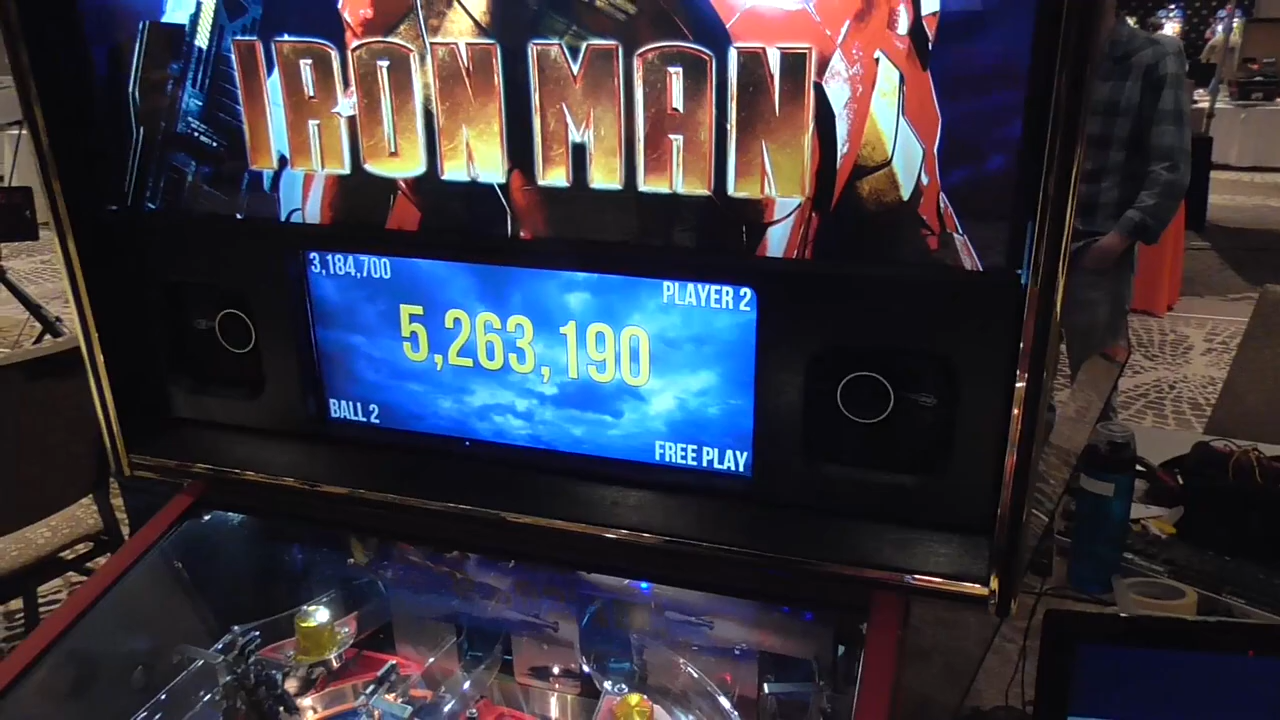 IRON MAN
3,184,700
PLAYER 2
5,263,190
BALL 2
FREE PLAY